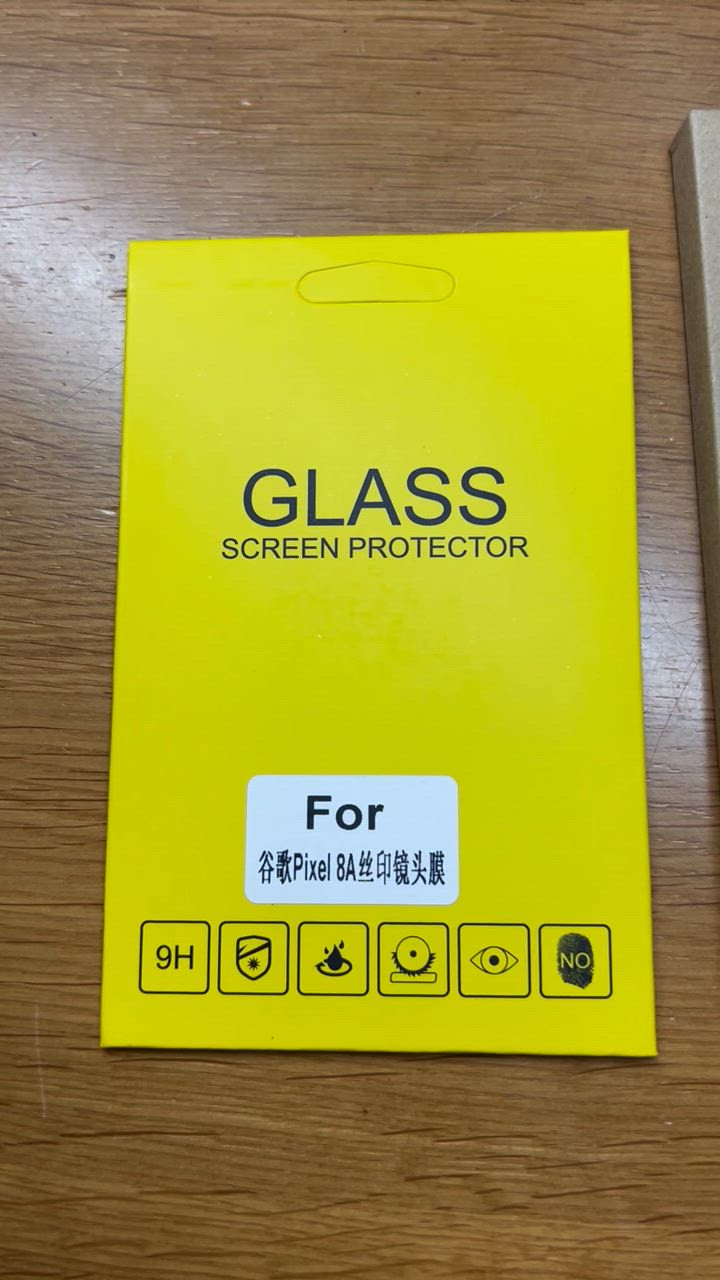 GLASS
SCREEN PROTECTOR
For
谷歌Pixel 8A丝印镜头膜
9H
NO